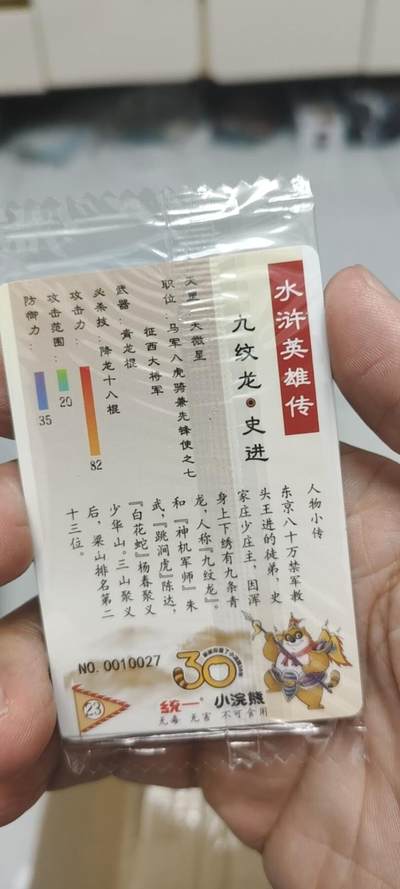 水浒英雄传
九纹龙•史进
天星：天微星
职位：马军八虎骑兼先锋使之七
征西大将军
武器：青龙棍
头条技：降龙十八棍
攻击力：
82
攻击范围：
20
防御力：
35
人物小传
东京八十万禁军教
头王进的徒弟，史
家庄少庄主，因浑
身上下绣有九条青
龙，人称『九纹龙』。
和『神机军师』朱
武，『跳涧虎』陈达，
『白花蛇』杨春聚义
少华山。三山聚义
后，梁山排名第二
十三位。
NO. 0010027
30
23
统一 小浣熊
无毒 无害 不可食用